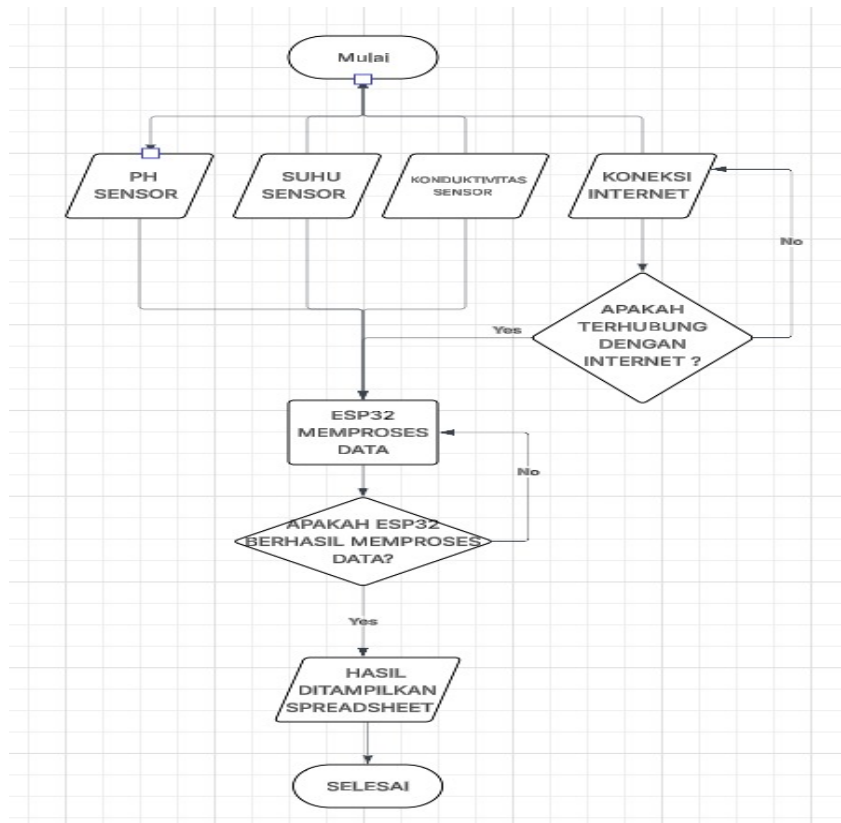 Mulai
PH
SENSOR
SUHU
SENSOR
KONDUKTIVITAS
SENSOR
KONEKSI
INTERNET
No
APAKAH
TERHUBUNG
DENGAN
INTERNET ?
Yes
ESP32
MEMPROSES
DATA
No
APAKAH ESP32
BERHASIL MEMPROSES
DATA?
Yes
HASIL
DITAMPILKAN
SPREADSHEET
SELESAI